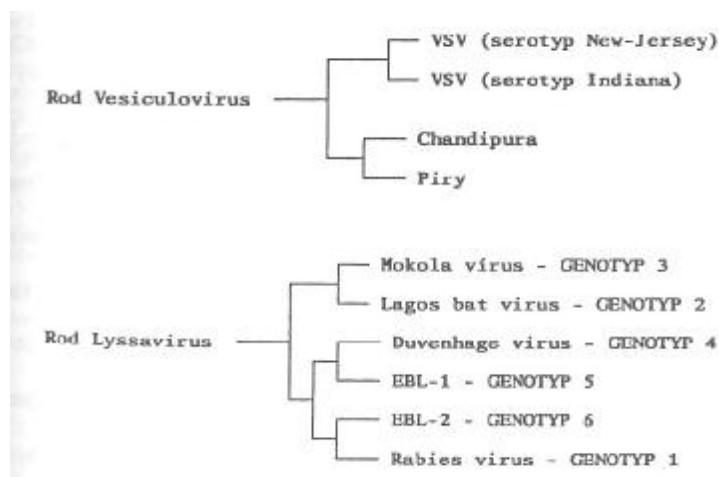 VSV (serotyp New-Jersey)
VSV (serotyp Indiana)
Rod Vesiculovirus
Chandipura
Piry
Mokola vírus - GENOTYP 3
Lagos bat virus - GENOTYP 2
Rod Lyssavirus
Duvenhage virus - GENOTYP 4
EBL-1 - GENOTYP 5
EBL-2 - GENOTYP 6
Rabies virus - GENOTYP 1